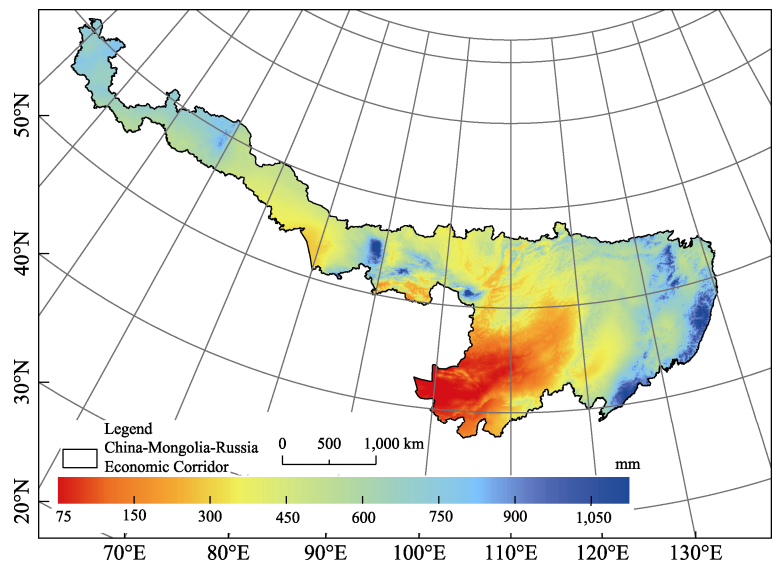 50°N
40°N
30°N
20°N
Legend
China-Mongolia-Russia
Economic Corridor
0 500 1,000 km
mm
75 150 300 450 600 750 900 1,050
70°E 80°E 90°E 100°E 110°E 120°E 130°E